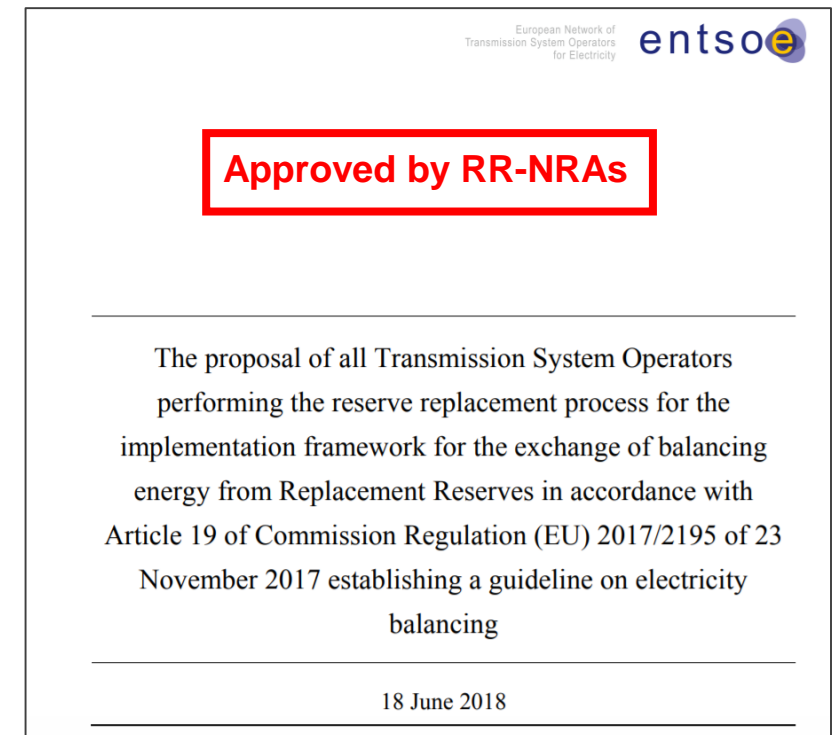 European Network of
Transmission System Operators
for Electricity
entsoe
Approved by RR-NRAs
The proposal of all Transmission System Operators
performing the reserve replacement process for the
implementation framework for the exchange of balancing
energy from Replacement Reserves in accordance with
Article 19 of Commission Regulation (EU) 2017/2195 of 23
November 2017 establishing a guideline on electricity
balancing
18 June 2018